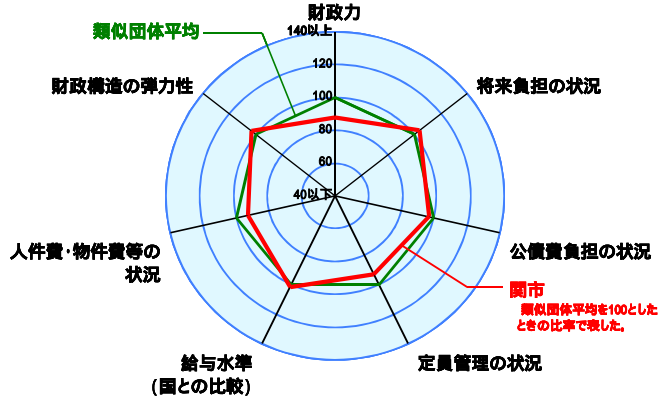 財政力
類似団体平均
140以上
120
100
80
60
40以下
財政構造の弾力性
将来負担の状況
人件費・物件費等の
状況
公債費負担の状況
関市
類似団体平均を100とした
ときの比率で表した。
給与水準
(国との比較)
定員管理の状況